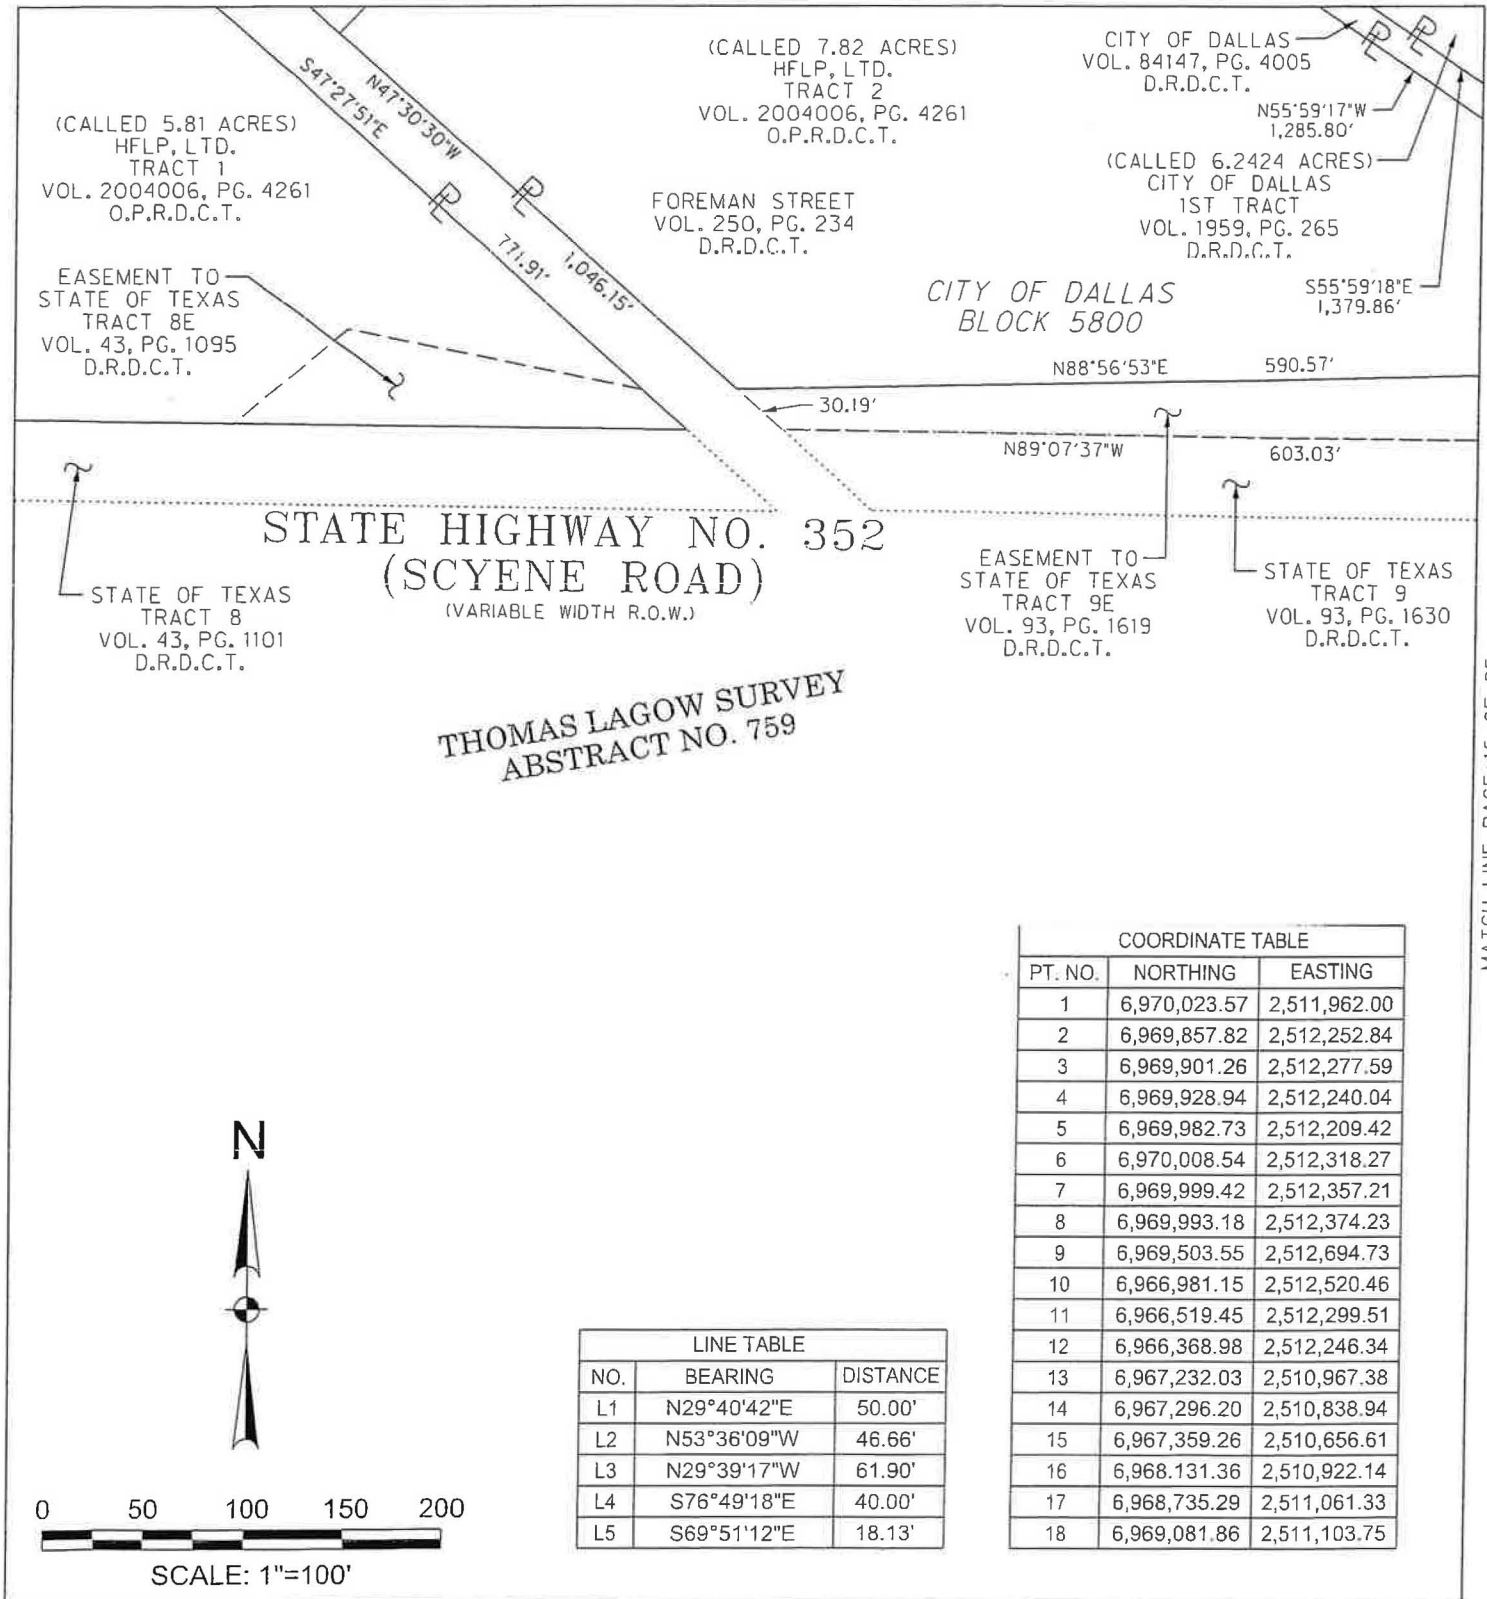 (CALLED 5.81 ACRES)
HFLP, LTD.
TRACT 1
VOL. 2004006, PG. 4261
O.P.R.D.C.T.
S47°27'51"E
N47°30'30"W
771.91'
1,046.15'
(CALLED 7.82 ACRES)
HFLP, LTD.
TRACT 2
VOL. 2004006, PG. 4261
O.P.R.D.C.T.
FOREMAN STREET
VOL. 250, PG. 234
D.R.D.C.T.
CITY OF DALLAS
VOL. 84147, PG. 4005
D.R.D.C.T.
PL
PL
PL
PL
N55°59'17"W
1,285.80'
(CALLED 6.2424 ACRES)
CITY OF DALLAS
1ST TRACT
VOL. 1959, PG. 265
D.R.D.C.T.
S55°59'18"E
1,379.86'
EASEMENT TO
STATE OF TEXAS
TRACT 8E
VOL. 43, PG. 1095
D.R.D.C.T.
CITY OF DALLAS
BLOCK 5800
N88°56'53"E 590.57'
30.19'
N89°07'37"W 603.03'
STATE HIGHWAY NO. 352
(SCYENE ROAD)
(VARIABLE WIDTH R.O.W.)
STATE OF TEXAS
TRACT 8
VOL. 43, PG. 1101
D.R.D.C.T.
EASEMENT TO
STATE OF TEXAS
TRACT 9E
VOL. 93, PG. 1619
D.R.D.C.T.
STATE OF TEXAS
TRACT 9
VOL. 93, PG. 1630
D.R.D.C.T.
THOMAS LAGOW SURVEY
ABSTRACT NO. 759
COORDINATE TABLE
PT. NO. NORTHING EASTING
1 6,970,023.57 2,511,962.00
2 6,969,857.82 2,512,252.84
3 6,969,901.26 2,512,277.59
4 6,969,928.94 2,512,240.04
5 6,969,982.73 2,512,209.42
6 6,970,008.54 2,512,318.27
7 6,969,999.42 2,512,357.21
8 6,969,993.18 2,512,374.23
9 6,969,503.55 2,512,694.73
10 6,966,981.15 2,512,520.46
11 6,966,519.45 2,512,299.51
12 6,966,368.98 2,512,246.34
13 6,967,232.03 2,510,967.38
14 6,967,296.20 2,510,838.94
15 6,967,359.26 2,510,656.61
16 6,968.131.36 2,510,922.14
17 6,968,735.29 2,511,061.33
18 6,969,081.86 2,511,103.75
N
LINE TABLE
NO. BEARING DISTANCE
L1 N29°40'42"E 50.00'
L2 N53°36'09"W 46.66'
L3 N29°39'17"W 61.90'
L4 S76°49'18"E 40.00'
L5 S69°51'12"E 18.13'
0 50 100 150 200
SCALE: 1"=100'